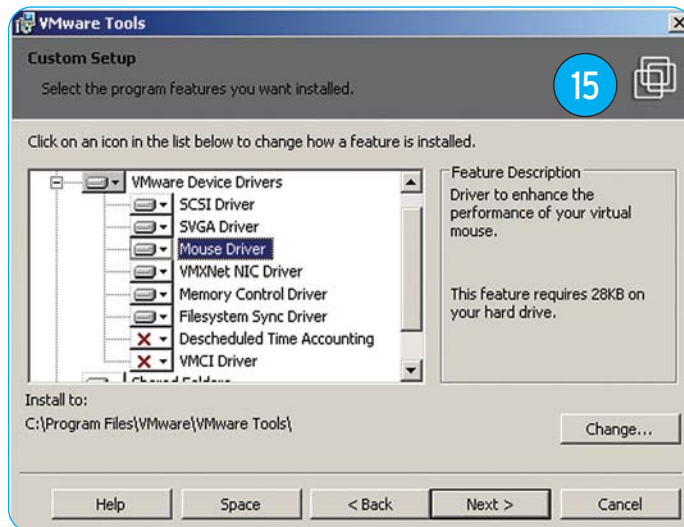 VMware Tools
Custom Setup
Select the program features you want installed.
15
Click on an icon in the list below to change how a feature is installed.
VMware Device Drivers
SCSI Driver
SVGA Driver
Mouse Driver
VMXNet NIC Driver
Memory Control Driver
Filesystem Sync Driver
Descheduled Time Accounting
VMCI Driver
Shared Folders
Feature Description
Driver to enhance the
performance of your virtual
mouse.
This feature requires 28KB on
your hard drive.
Install to:
C:\Program Files\VMware\VMware Tools\
Change...
Help
Space
< Back
Next >
Cancel